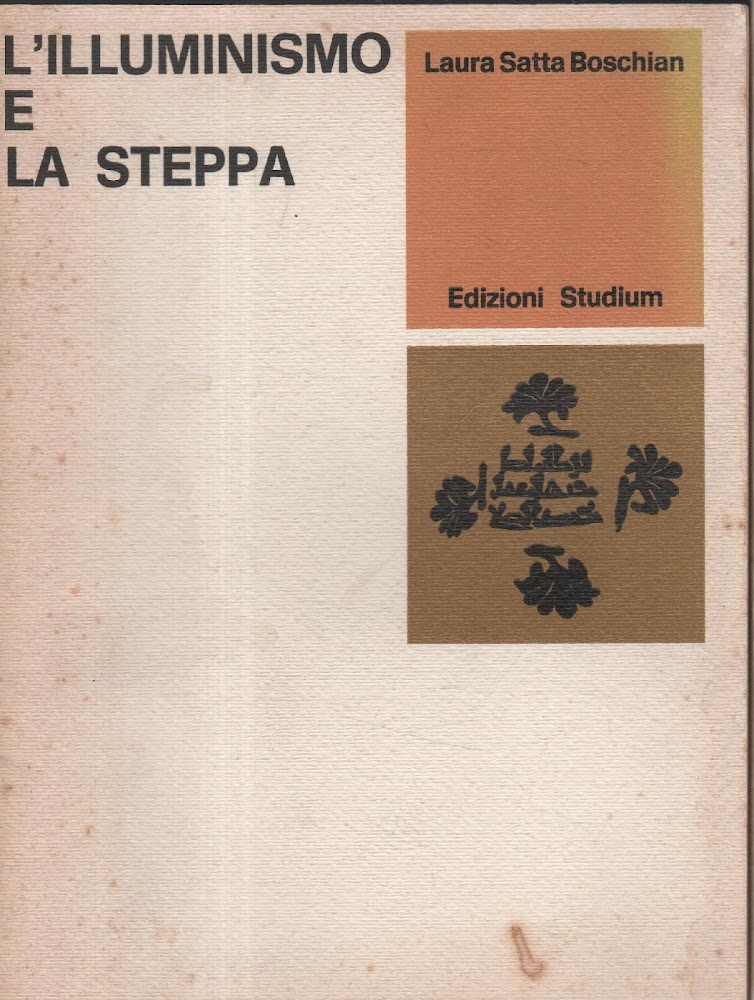 L'ILLUMINISMO
E
LA STEPPA
Laura Satta Boschian
Edizioni Studium